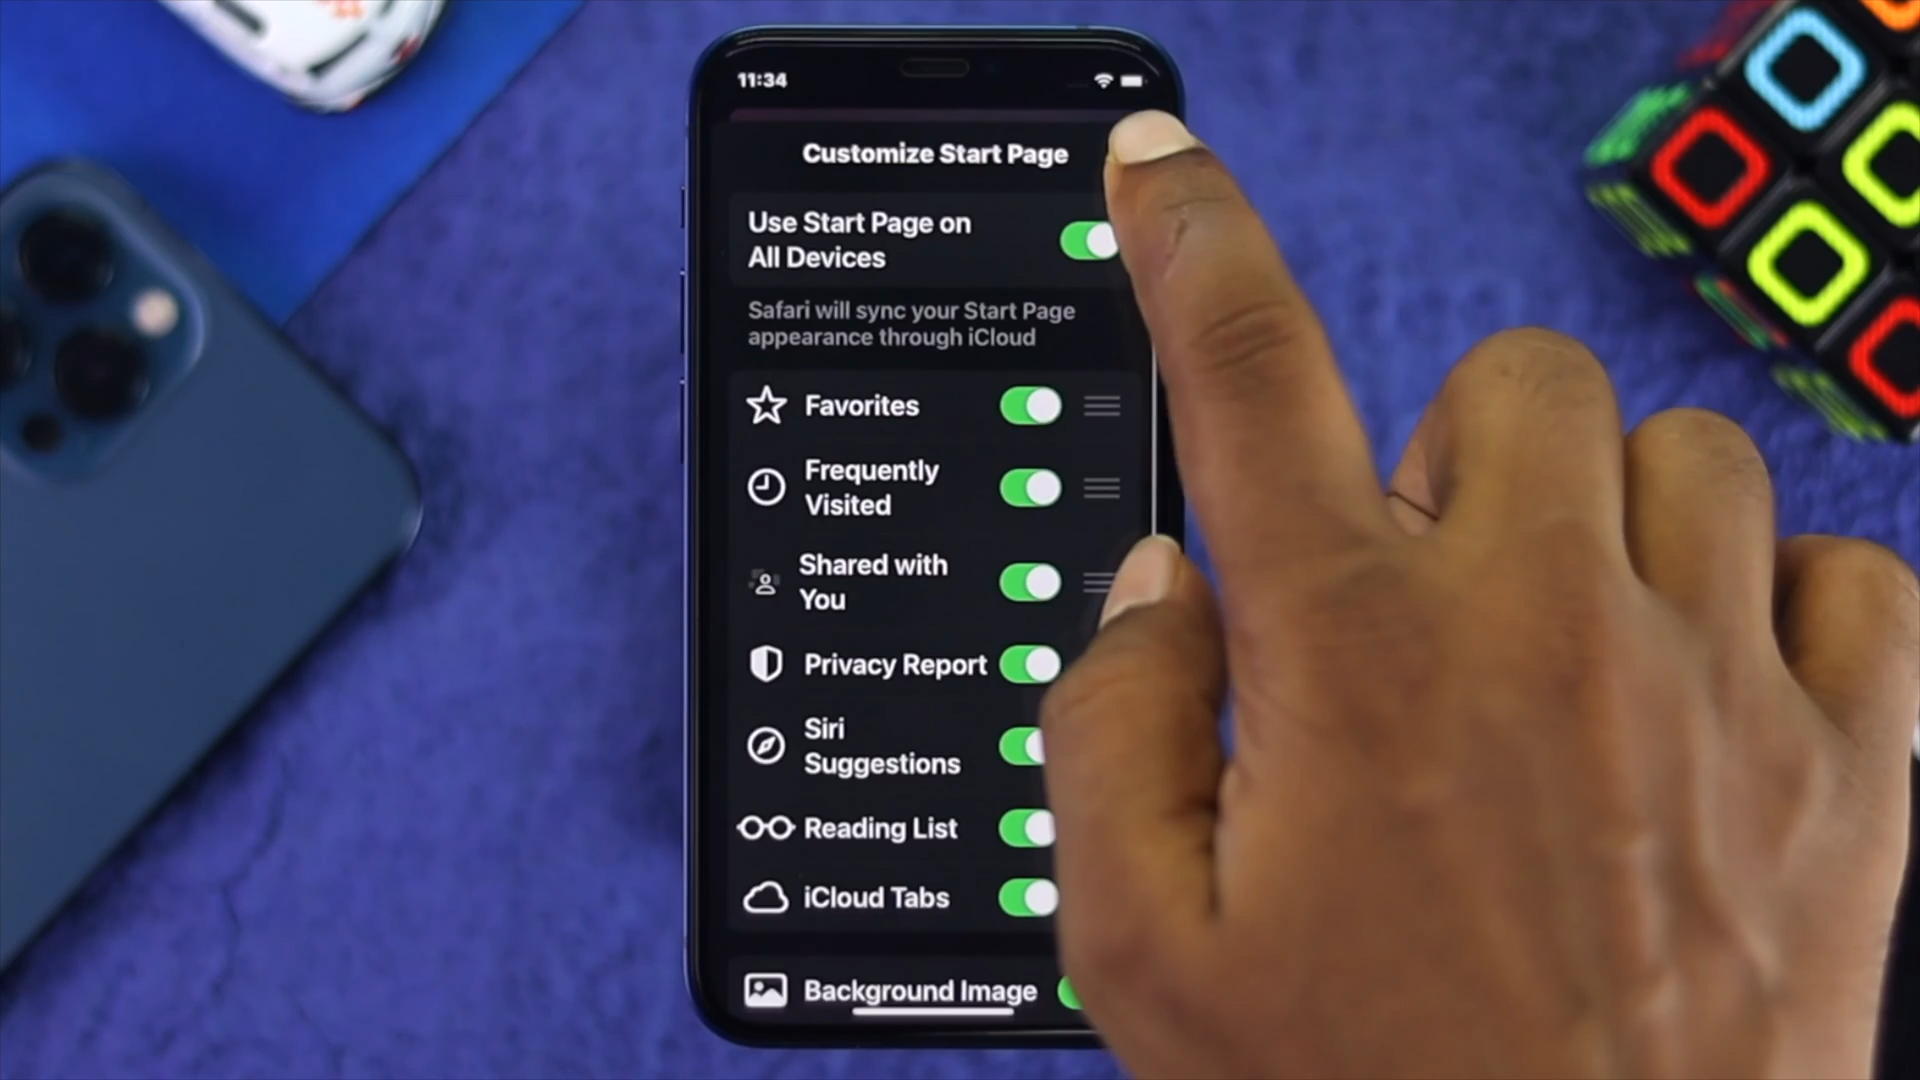 11:34
Customize Start Page
Use Start Page on
All Devices
Safari will sync your Start Page
appearance through iCloud
Favorites
Frequently
Visited
Shared with
You
Privacy Report
Siri
Suggestions
Reading List
iCloud Tabs
Background Image